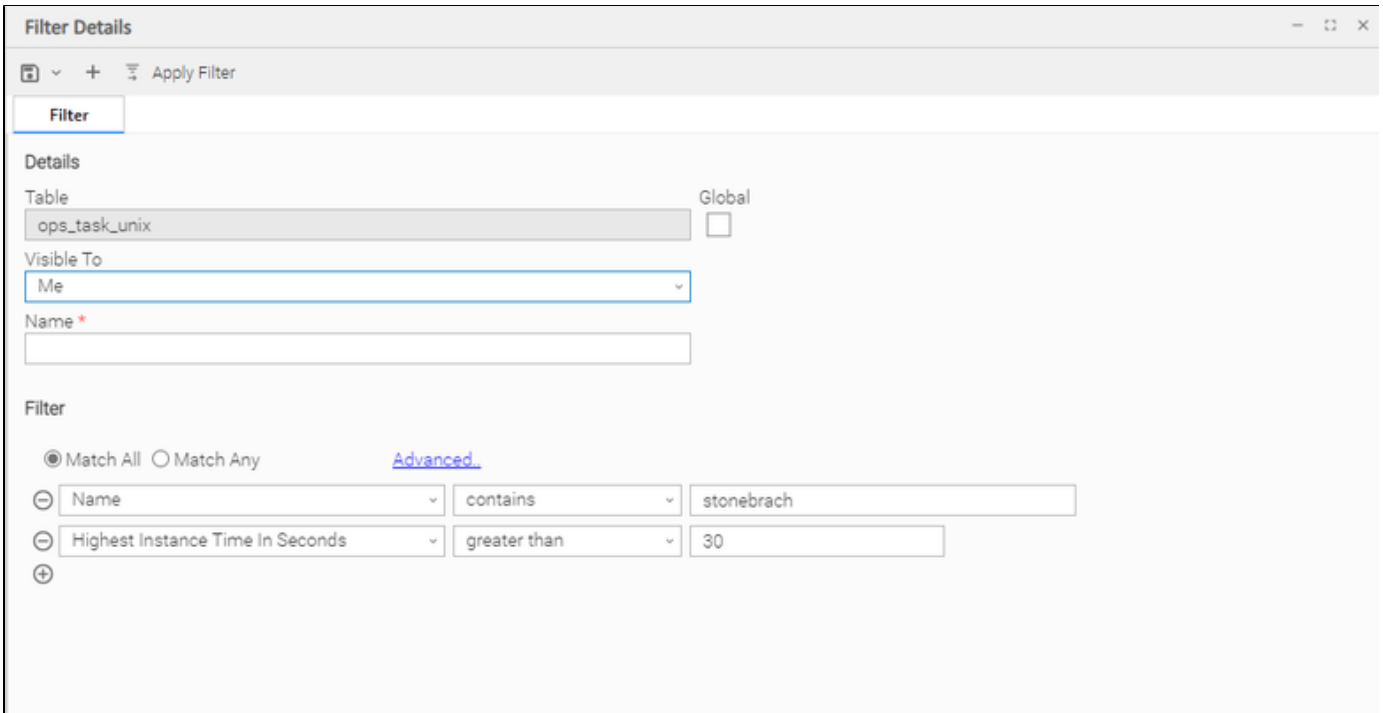 Filter Details
Apply Filter
Filter
Details
Table Global
ops_task_unix
Visible To
Me
Name *
Filter
Match All Match Any Advanced..
Name contains stonebrach
Highest Instance Time In Seconds greater than 30